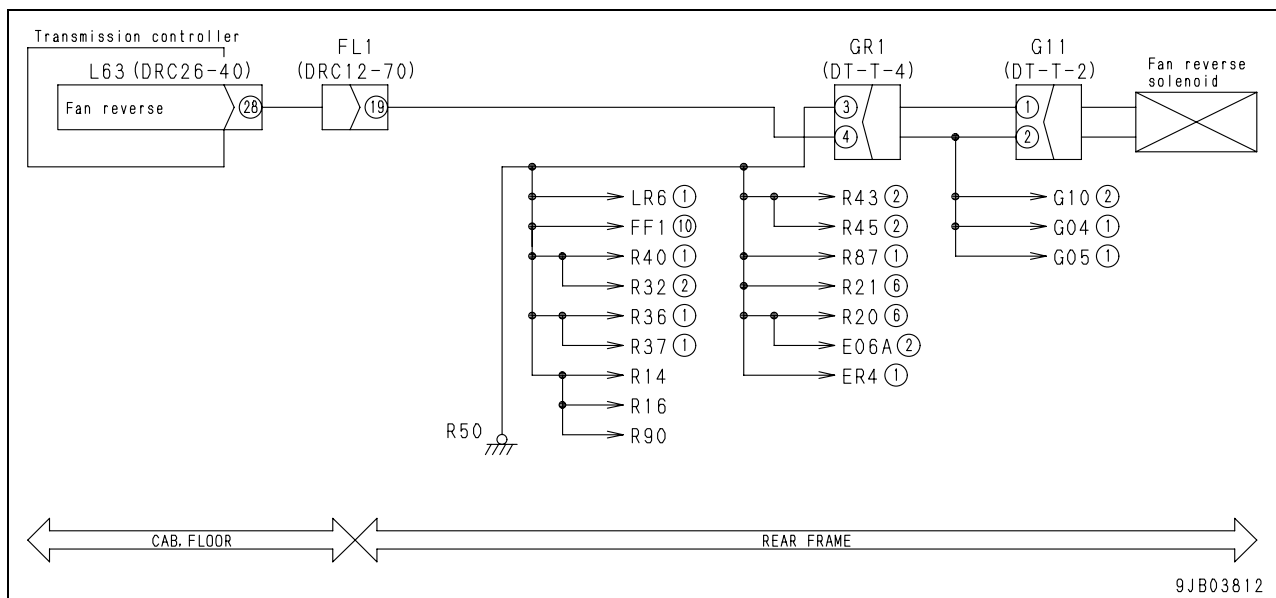 Transmission controller
L63 (DRC26-40)
Fan reverse
28
FL1
(DRC12-70)
19
GR1
(DT-T-4)
3
4
G11
(DT-T-2)
1
2
Fan reverse
solenoid
LR6 1
FF1 10
R40 1
R32 2
R36 1
R37 1
R14
R16
R90
R50
R43 2
R45 2
R87 1
R21 6
R20 6
E06A 2
ER4 1
G10 2
G04 1
G05 1
CAB, FLOOR
REAR FRAME
9JB03812